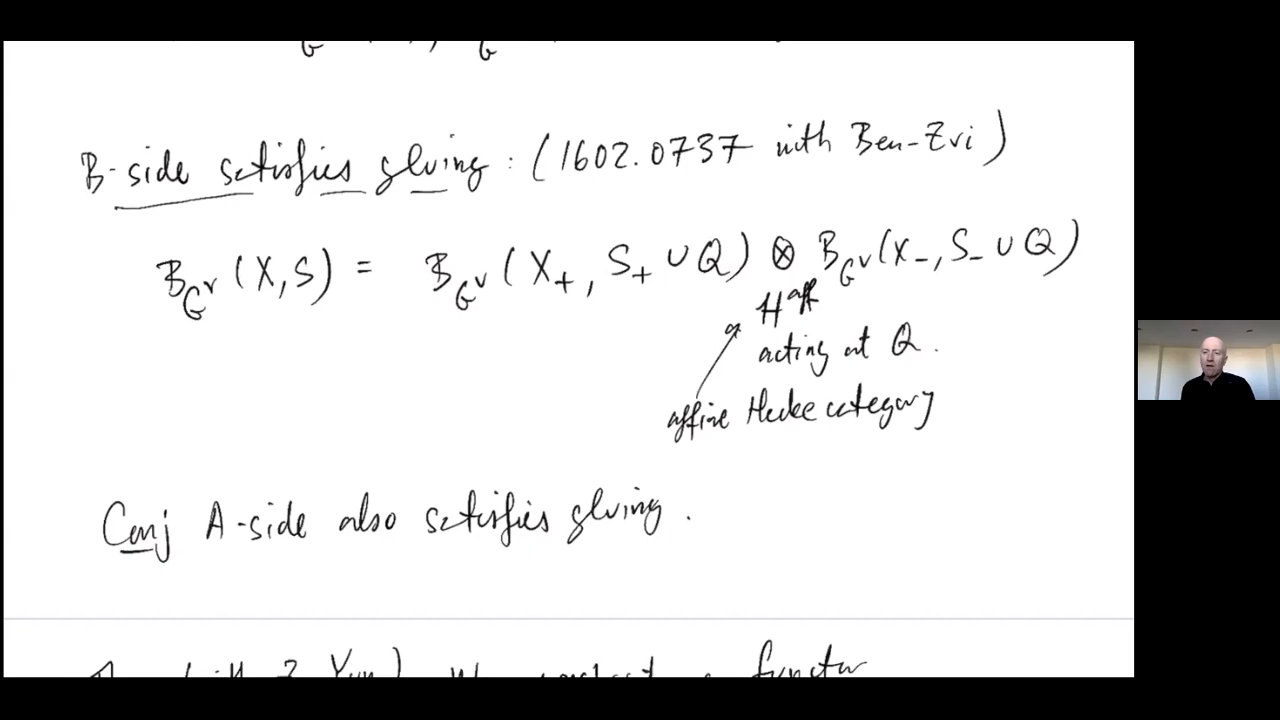 B-side satisfies gluing : (1602.0737 with Ben-Zvi)
B_{G^∨}(X,S) = B_{G^∨}(X_+, S_+ ∪ Q) ⊗ B_{G^∨}(X_-, S_- ∪ Q)
H^{aff}
acting at Q.
affine Hecke category
Conj A-side also satisfies gluing.